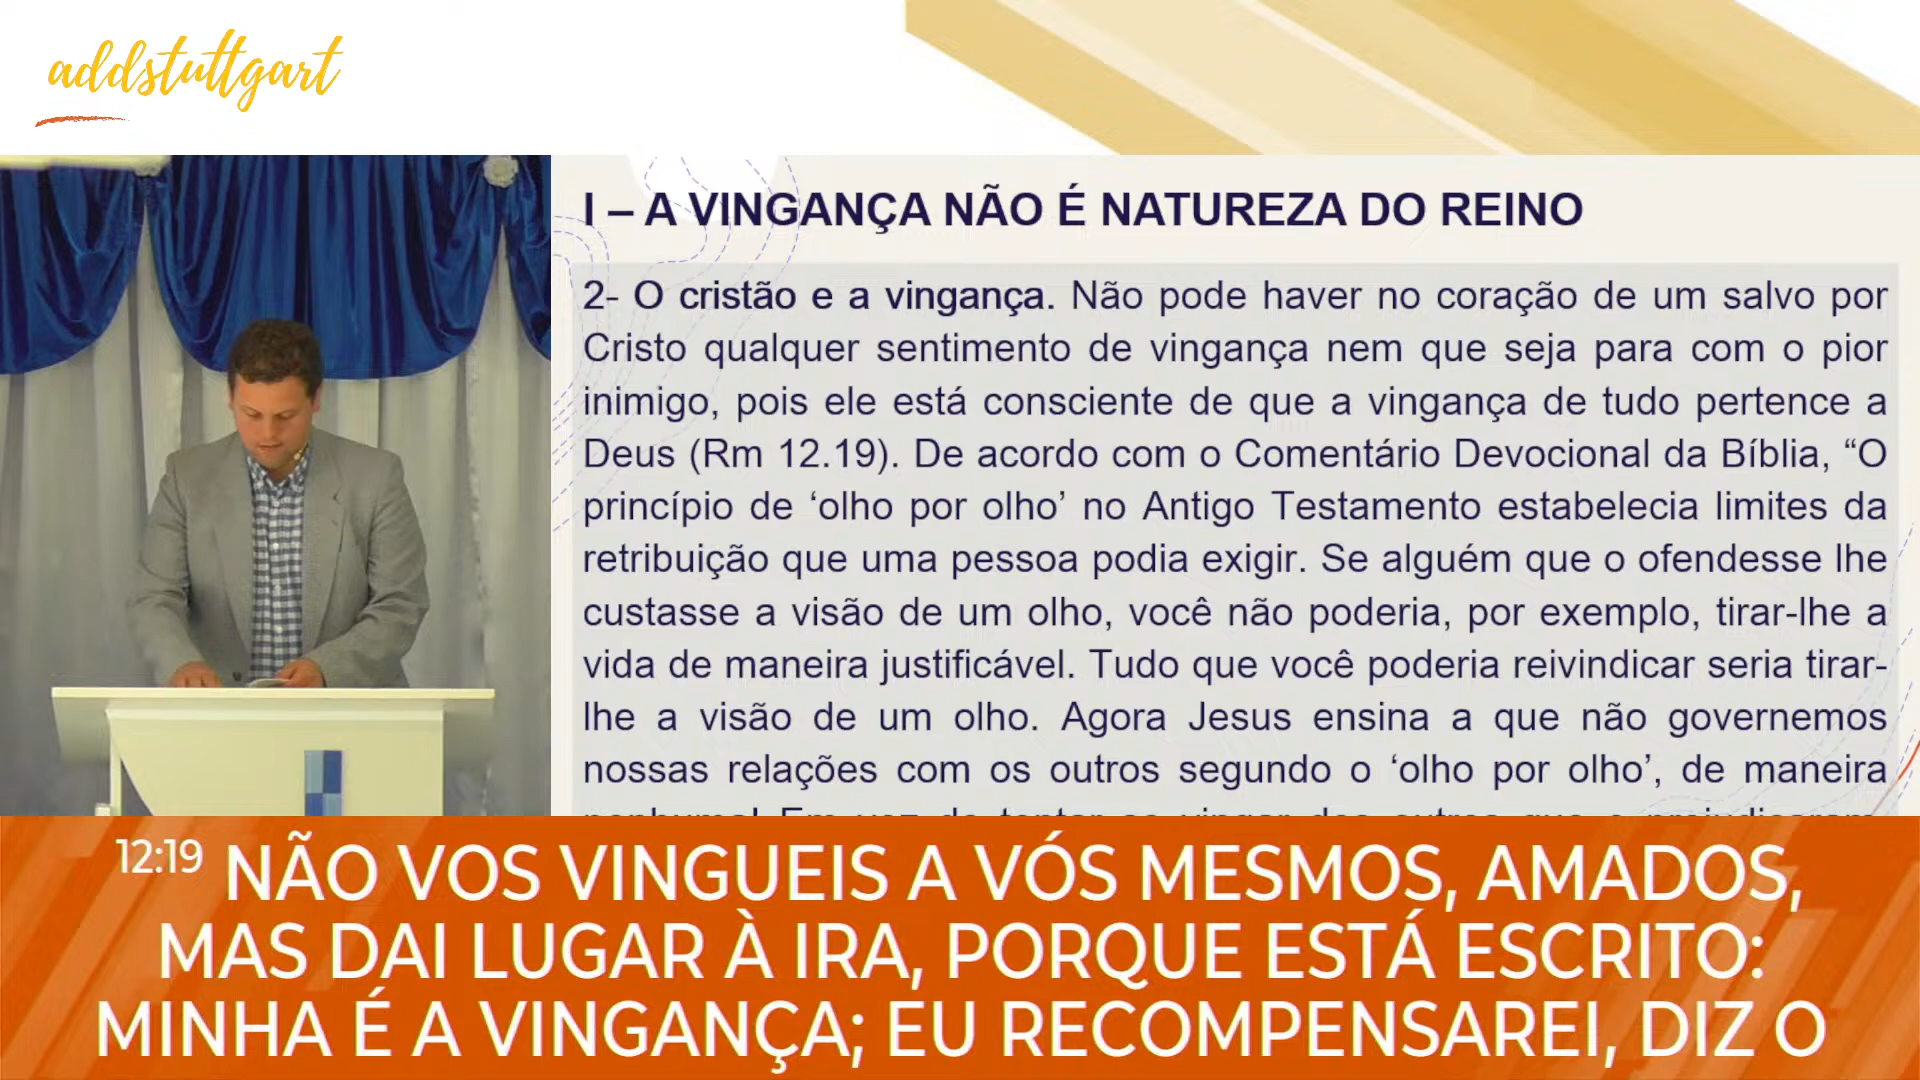 addstuttgart
I – A VINGANÇA NÃO É NATUREZA DO REINO
2- O cristão e a vingança. Não pode haver no coração de um salvo por
Cristo qualquer sentimento de vingança nem que seja para com o pior
inimigo, pois ele está consciente de que a vingança de tudo pertence a
Deus (Rm 12.19). De acordo com o Comentário Devocional da Bíblia, “O
princípio de ‘olho por olho’ no Antigo Testamento estabelecia limites da
retribuição que uma pessoa podia exigir. Se alguém que o ofendesse lhe
custasse a visão de um olho, você não poderia, por exemplo, tirar-lhe a
vida de maneira justificável. Tudo que você poderia reivindicar seria tirar-
lhe a visão de um olho. Agora Jesus ensina a que não governemos
nossas relações com os outros segundo o ‘olho por olho’, de maneira
12:19 NÃO VOS VINGUEIS A VÓS MESMOS, AMADOS,
MAS DAI LUGAR À IRA, PORQUE ESTÁ ESCRITO:
MINHA É A VINGANÇA; EU RECOMPENSAREI, DIZ O